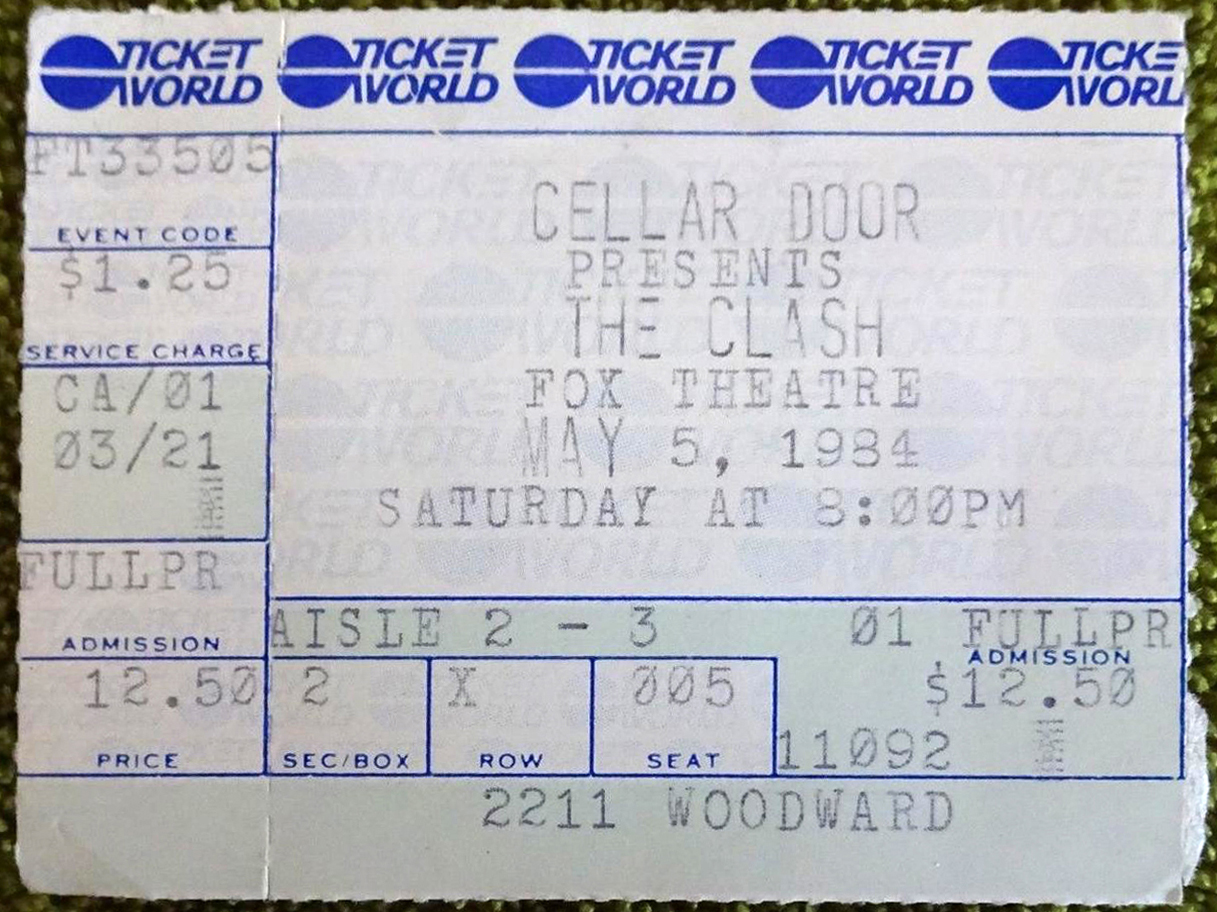 TICKET WORLD TICKET WORLD TICKET WORLD TICKET WORLD TICKE WORL
FT33505
EVENT CODE
$1.25
SERVICE CHARGE
CA/01
03/21
FULLPR
ADMISSION
12.50
PRICE
CELLAR DOOR
PRESENTS
THE CLASH
FOX THEATRE
MAY 5, 1984
SATURDAY AT 8:00PM
AISLE 2 - 3 01 FULLPR
ADMISSION
2 X 005 $12.50
SEC/BOX ROW SEAT 11092
2211 WOODWARD